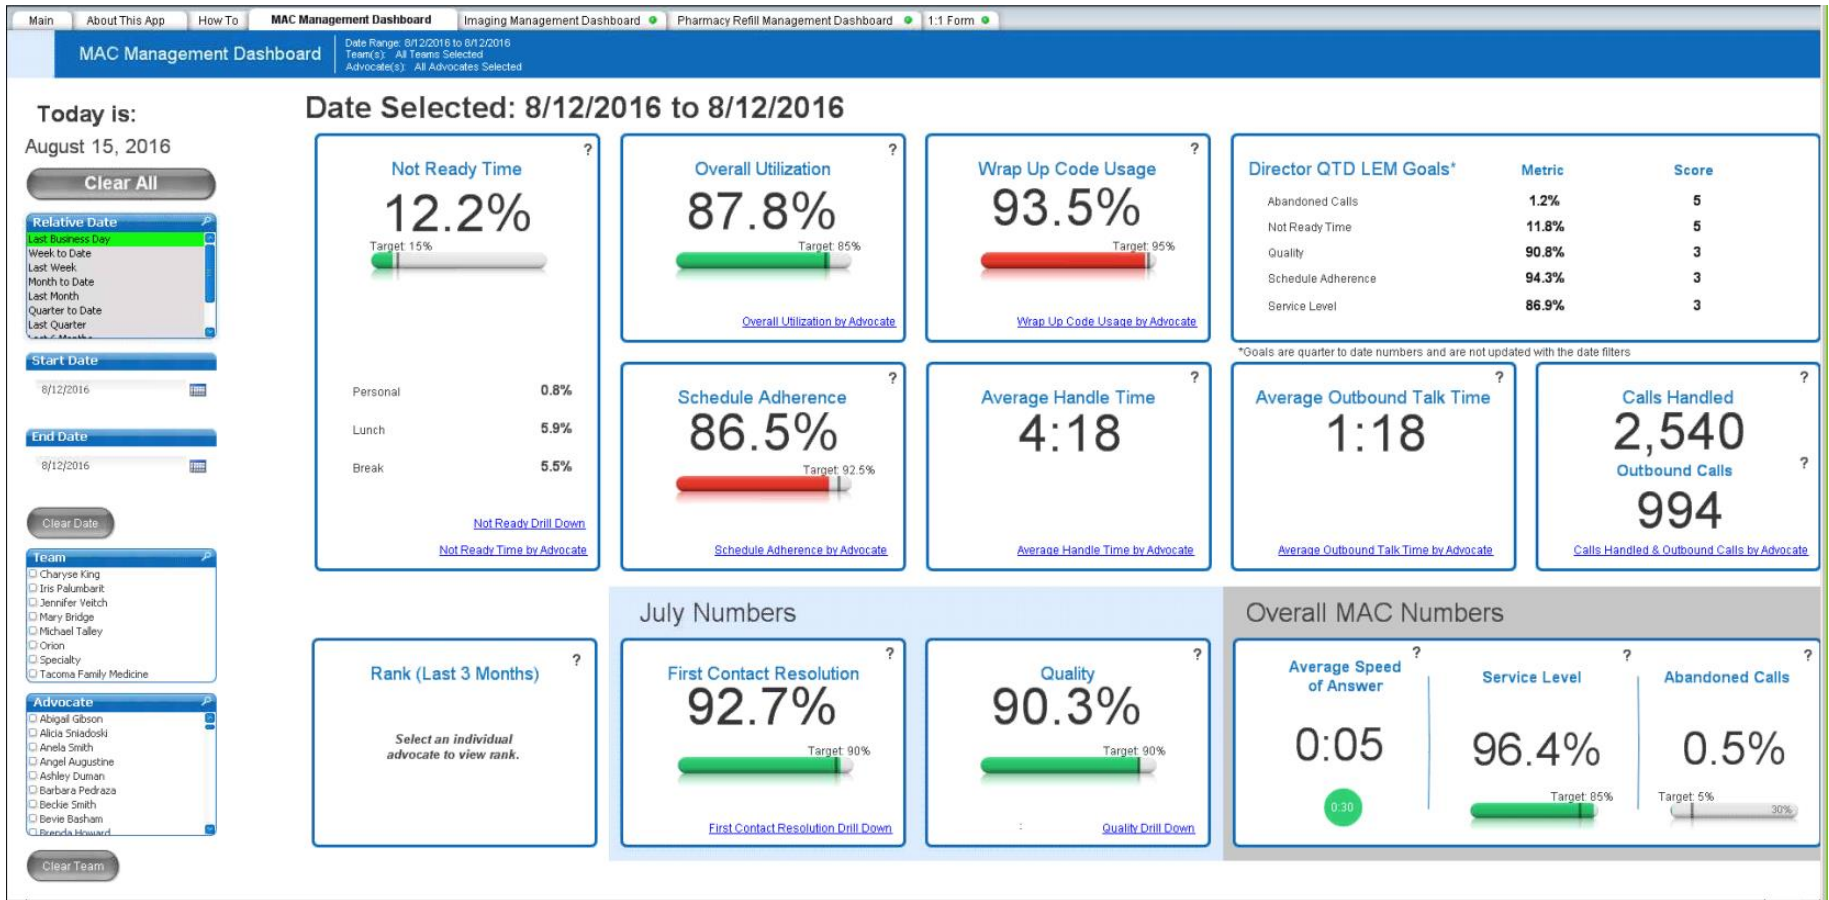 Main
About This App
How To
MAC Management Dashboard
Imaging Management Dashboard
Pharmacy Refill Management Dashboard
1:1 Form
MAC Management Dashboard
Date Range: 8/12/2016 to 8/12/2016
Team(s): All Teams Selected
Advocate(s): All Advocates Selected
Today is:
August 15, 2016
Clear All
Relative Date
Last Business Day
Week to Date
Last Week
Month to Date
Last Month
Quarter to Date
Last Quarter
Start Date
8/12/2016
End Date
8/12/2016
Clear Date
Team
Charyse King
Iris Palumbarit
Jennifer Veitch
Mary Bridge
Michael Talley
Orion
Specialty
Tacoma Family Medicine
Advocate
Abigail Gibson
Alicia Sniadoski
Anela Smith
Angel Augustine
Ashley Duman
Barbara Pedraza
Beckie Smith
Bevie Basham
Brenda Howard
Clear Team
Date Selected: 8/12/2016 to 8/12/2016
?
Not Ready Time
12.2%
Target: 15%
Personal 0.8%
Lunch 5.9%
Break 5.5%
Not Ready Drill Down
Not Ready Time by Advocate
?
Overall Utilization
87.8%
Target: 85%
Overall Utilization by Advocate
?
Wrap Up Code Usage
93.5%
Target: 95%
Wrap Up Code Usage by Advocate
Director QTD LEM Goals* Metric Score
Abandoned Calls 1.2% 5
Not Ready Time 11.8% 5
Quality 90.8% 3
Schedule Adherence 94.3% 3
Service Level 86.9% 3
*Goals are quarter to date numbers and are not updated with the date filters
?
Schedule Adherence
86.5%
Target: 92.5%
Schedule Adherence by Advocate
?
Average Handle Time
4:18
Average Handle Time by Advocate
?
Average Outbound Talk Time
1:18
Average Outbound Talk Time by Advocate
?
Calls Handled
2,540
?
Outbound Calls
994
Calls Handled & Outbound Calls by Advocate
?
Rank (Last 3 Months)
Select an individual
advocate to view rank.
July Numbers
?
First Contact Resolution
92.7%
Target: 90%
First Contact Resolution Drill Down
?
Quality
90.3%
Target: 90%
:
Quality Drill Down
Overall MAC Numbers
?
Average Speed
of Answer
0:05
0:30
?
Service Level
96.4%
Target: 85%
?
Abandoned Calls
0.5%
Target: 5%
30%